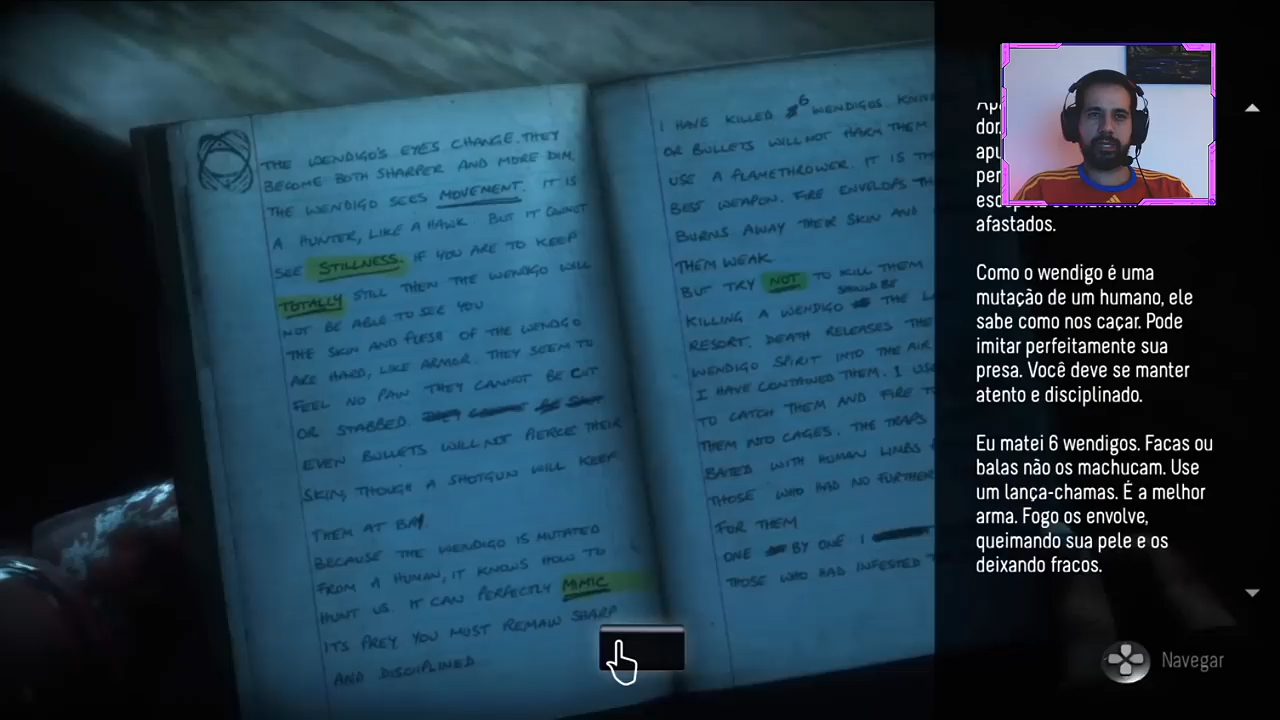 THE WENDIGO'S EYES CHANGE. THEY
BECOME BOTH SHARPER AND MORE DIM.
THE WENDIGO SEES MOVEMENT. IT IS
A HUNTER, LIKE A HAWK. BUT IT CANNOT
SEE STILLNESS. IF YOU ARE TO KEEP
TOTALLY STILL THEN THE WENDIGO WILL
NOT BE ABLE TO SEE YOU
THE SKIN AND FLESH OF THE WENDIGO
ARE HARD, LIKE ARMOR. THEY SEEM TO
FEEL NO PAIN THEY CANNOT BE CUT
OR STABBED.
EVEN BULLETS WILL NOT PIERCE THEIR
SKIN, THOUGH A SHOTGUN WILL KEEP
THEM AT BAY.
BECAUSE THE WENDIGO IS MUTATED
FROM A HUMAN, IT KNOWS HOW TO
HUNT US. IT CAN PERFECTLY MIMIC
ITS PREY YOU MUST REMAIN SHARP
AND DISCIPLINED
I HAVE KILLED 6 WENDIGOS. KNIV
OR BULLETS WILL NOT HARM THEM
USE A FLAMETHROWER. IT IS TH
BEST WEAPON. FIRE ENVELOPS TH
BURNS AWAY THEIR SKIN AND
THEM WEAK
BUT TRY NOT TO KILL THEM
KILLING A WENDIGO SHOULD BE THE LA
RESORT. DEATH RELEASES THE
WENDIGO SPIRIT INTO THE AIR
I HAVE CONTAINED THEM. I USE
TO CATCH THEM AND FIRE T
THEM INTO CAGES. THE TRAPS
BAITED WITH HUMAN LIMBS
THOSE WHO HAD NO FURTHER
FOR THEM
ONE BY ONE I
THOSE WHO HAD INFESTED T
afastados.
Como o wendigo é uma
mutação de um humano, ele
sabe como nos caçar. Pode
imitar perfeitamente sua
presa. Você deve se manter
atento e disciplinado.
Eu matei 6 wendigos. Facas ou
balas não os machucam. Use
um lança-chamas. É a melhor
arma. Fogo os envolve,
queimando sua pele e os
deixando fracos.
Navegar